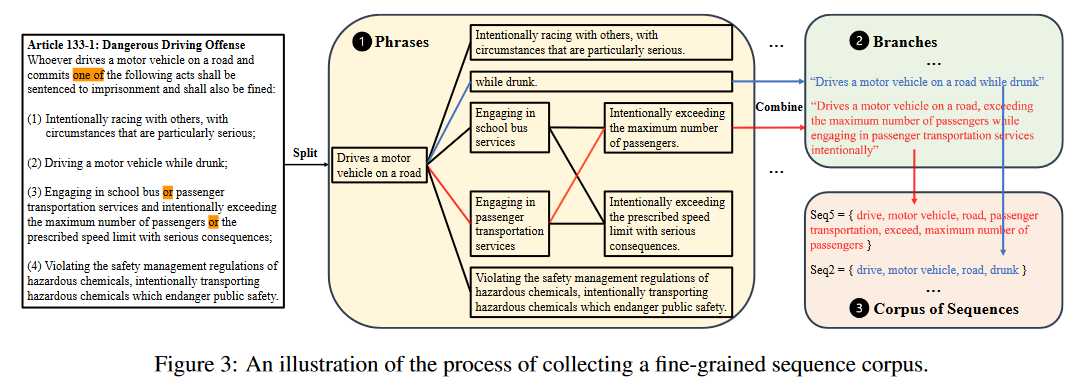 Article 133-1: Dangerous Driving Offense
Whoever drives a motor vehicle on a road and
commits one of the following acts shall be
sentenced to imprisonment and shall also be fined:
(1) Intentionally racing with others, with
circumstances that are particularly serious;
(2) Driving a motor vehicle while drunk;
(3) Engaging in school bus or passenger
transportation services and intentionally exceeding
the maximum number of passengers or the
prescribed speed limit with serious consequences;
(4) Violating the safety management regulations of
hazardous chemicals, intentionally transporting
hazardous chemicals which endanger public safety.
Split
1 Phrases
Drives a motor
vehicle on a road
Intentionally racing with others, with
circumstances that are particularly serious.
while drunk.
Engaging in
school bus
services
Intentionally exceeding
the maximum number
of passengers.
Engaging in
passenger
transportation
services
Intentionally exceeding
the prescribed speed
limit with serious
consequences.
Violating the safety management regulations of
hazardous chemicals, intentionally transporting
hazardous chemicals which endanger public safety.
...
Combine
...
2 Branches
...
“Drives a motor vehicle on a road while drunk”
“Drives a motor vehicle on a road, exceeding
the maximum number of passengers while
engaging in passenger transportation services
intentionally”
Seq5 = { drive, motor vehicle, road, passenger
transportation, exceed, maximum number of
passengers }
Seq2 = { drive, motor vehicle, road, drunk }
...
3 Corpus of Sequences
Figure 3: An illustration of the process of collecting a fine-grained sequence corpus.